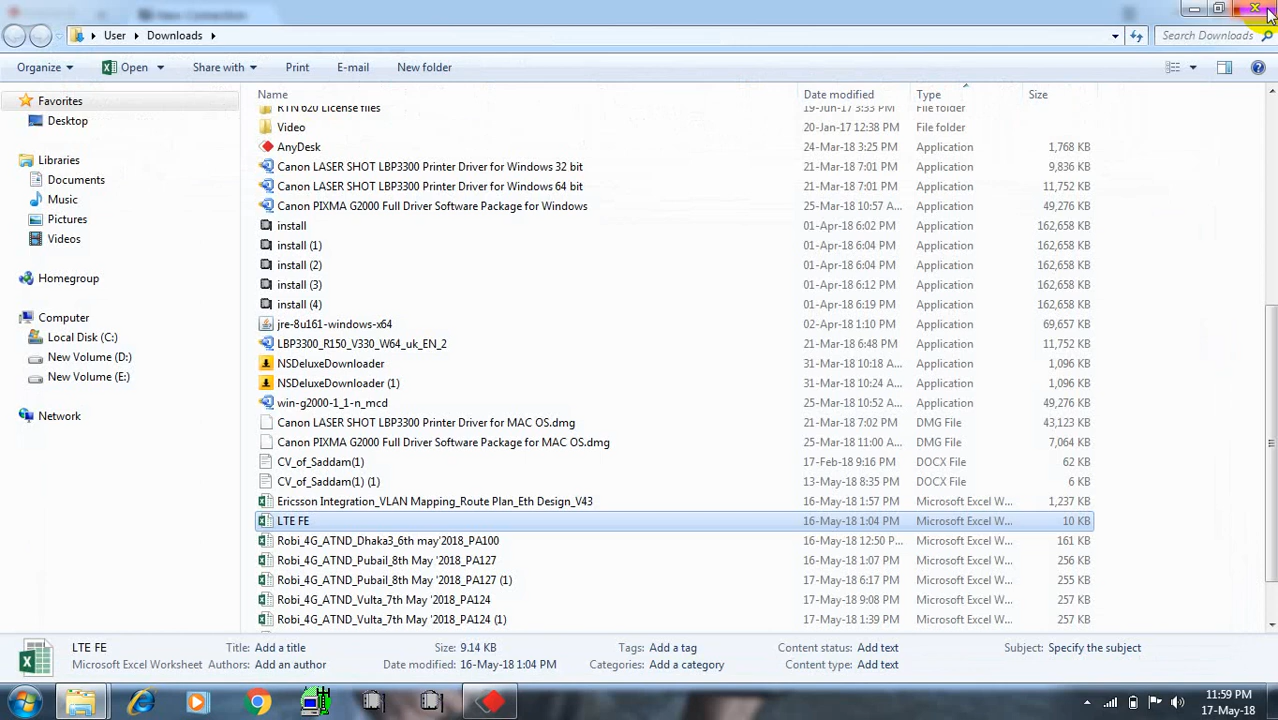 New Connection
User Downloads
Search Downloads
Organize Open Share with Print E-mail New folder
Favorites
Desktop
Libraries
Documents
Music
Pictures
Videos
Homegroup
Computer
Local Disk (C:)
New Volume (D:)
New Volume (E:)
Network
Name Date modified Type Size
RTN 620 License files 19-Jun-17 3:33 PM File folder
Video 20-Jan-17 12:38 PM File folder
AnyDesk 24-Mar-18 3:25 PM Application 1,768 KB
Canon LASER SHOT LBP3300 Printer Driver for Windows 32 bit 21-Mar-18 7:01 PM Application 9,836 KB
Canon LASER SHOT LBP3300 Printer Driver for Windows 64 bit 21-Mar-18 7:01 PM Application 11,752 KB
Canon PIXMA G2000 Full Driver Software Package for Windows 25-Mar-18 10:57 A... Application 49,276 KB
install 01-Apr-18 6:02 PM Application 162,658 KB
install (1) 01-Apr-18 6:04 PM Application 162,658 KB
install (2) 01-Apr-18 6:04 PM Application 162,658 KB
install (3) 01-Apr-18 6:12 PM Application 162,658 KB
install (4) 01-Apr-18 6:19 PM Application 162,658 KB
jre-8u161-windows-x64 02-Apr-18 1:10 PM Application 69,657 KB
LBP3300_R150_V330_W64_uk_EN_2 21-Mar-18 6:48 PM Application 11,752 KB
NSDeluxeDownloader 31-Mar-18 10:18 A... Application 1,096 KB
NSDeluxeDownloader (1) 31-Mar-18 10:24 A... Application 1,096 KB
win-g2000-1_1-n_mcd 25-Mar-18 10:52 A... Application 49,276 KB
Canon LASER SHOT LBP3300 Printer Driver for MAC OS.dmg 21-Mar-18 7:02 PM DMG File 43,123 KB
Canon PIXMA G2000 Full Driver Software Package for MAC OS.dmg 25-Mar-18 11:00 A... DMG File 7,064 KB
CV_of_Saddam(1) 17-Feb-18 9:16 PM DOCX File 62 KB
CV_of_Saddam(1) (1) 13-May-18 8:35 PM DOCX File 6 KB
Ericsson Integration_VLAN Mapping_Route Plan_Eth Design_V43 16-May-18 1:57 PM Microsoft Excel W... 1,237 KB
LTE FE 16-May-18 1:04 PM Microsoft Excel W... 10 KB
Robi_4G_ATND_Dhaka3_6th may'2018_PA100 16-May-18 12:50 P... Microsoft Excel W... 161 KB
Robi_4G_ATND_Pubail_8th May '2018_PA127 16-May-18 1:07 PM Microsoft Excel W... 256 KB
Robi_4G_ATND_Pubail_8th May '2018_PA127 (1) 17-May-18 6:17 PM Microsoft Excel W... 255 KB
Robi_4G_ATND_Vulta_7th May '2018_PA124 17-May-18 9:08 PM Microsoft Excel W... 257 KB
Robi_4G_ATND_Vulta_7th May '2018_PA124 (1) 17-May-18 1:39 PM Microsoft Excel W... 257 KB
LTE FE Title: Add a title Size: 9.14 KB Tags: Add a tag Content status: Add text Subject: Specify the subject
Microsoft Excel Worksheet Authors: Add an author Date modified: 16-May-18 1:04 PM Categories: Add a category Content type: Add text
11:59 PM
17-May-18